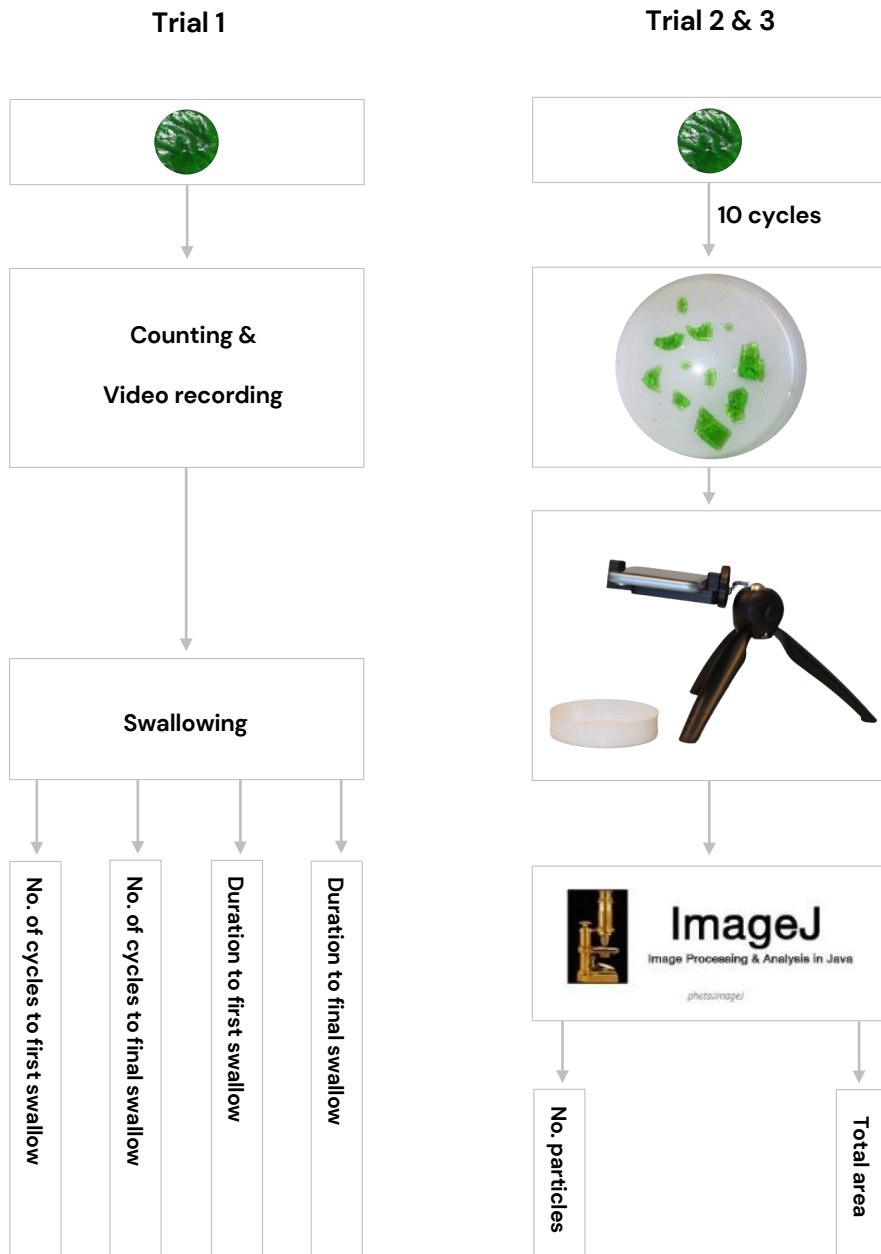 Trial 1
Trial 2 & 3
10 cycles
Counting &
Video recording
Swallowing
No. of cycles to first swallow
No. of cycles to final swallow
Duration to first swallow
Duration to final swallow
ImageJ
Image Processing & Analysis in Java
photo:imageJ
No. particles
Total area